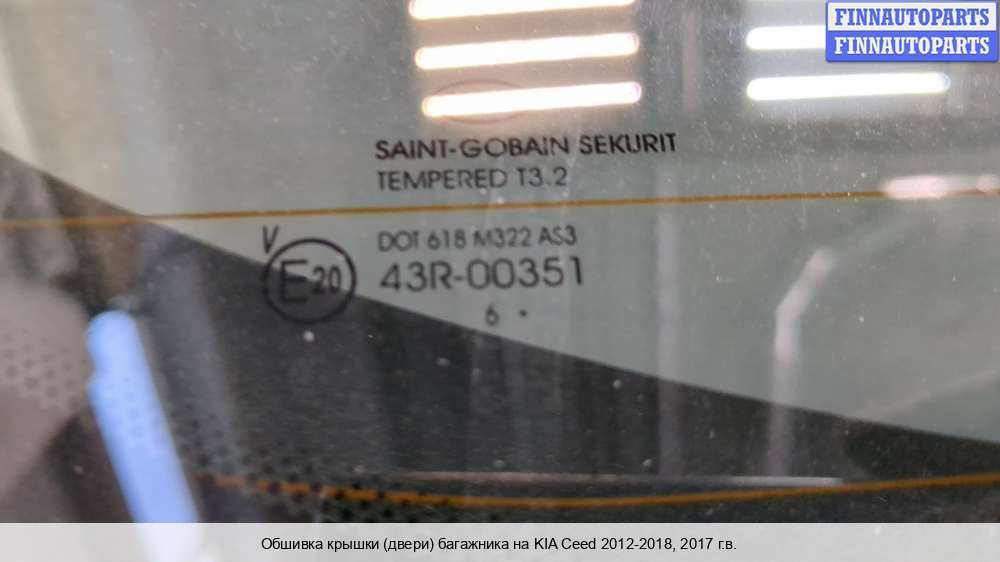 FINNAUTOPARTS
FINNAUTOPARTS
SAINT-GOBAIN SEKURIT
TEMPERED T3.2
DOT 618 M322 AS3
V
E20
43R-00351
6 •
Обшивка крышки (двери) багажника на KIA Ceed 2012-2018, 2017 г.в.